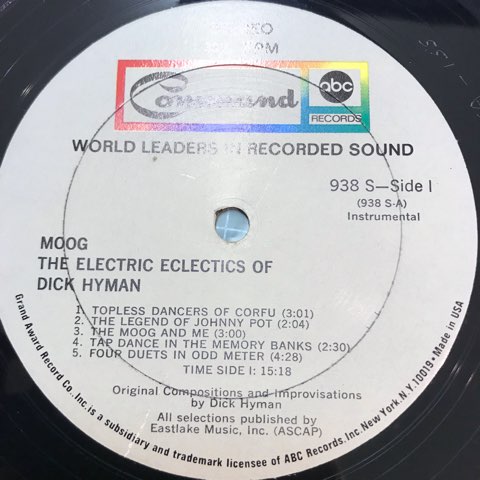 Command
abc
RECORDS
WORLD LEADERS IN RECORDED SOUND
938 S—Side I
(938 S-A)
Instrumental
MOOG
THE ELECTRIC ECLECTICS OF
DICK HYMAN
1. TOPLESS DANCERS OF CORFU (3:01)
2. THE LEGEND OF JOHNNY POT (2:04)
3. THE MOOG AND ME (3:00)
4. TAP DANCE IN THE MEMORY BANKS (2:30)
5. FOUR DUETS IN ODD METER (4:28)
TIME SIDE I: 15:18
Original Compositions and Improvisations
by Dick Hyman
All selections published by
Eastlake Music, Inc. (ASCAP)
Grand Award Record Co., Inc. is a subsidiary and trademark licensee of ABC Records, Inc. New York, N.Y. 10019 • Made in USA